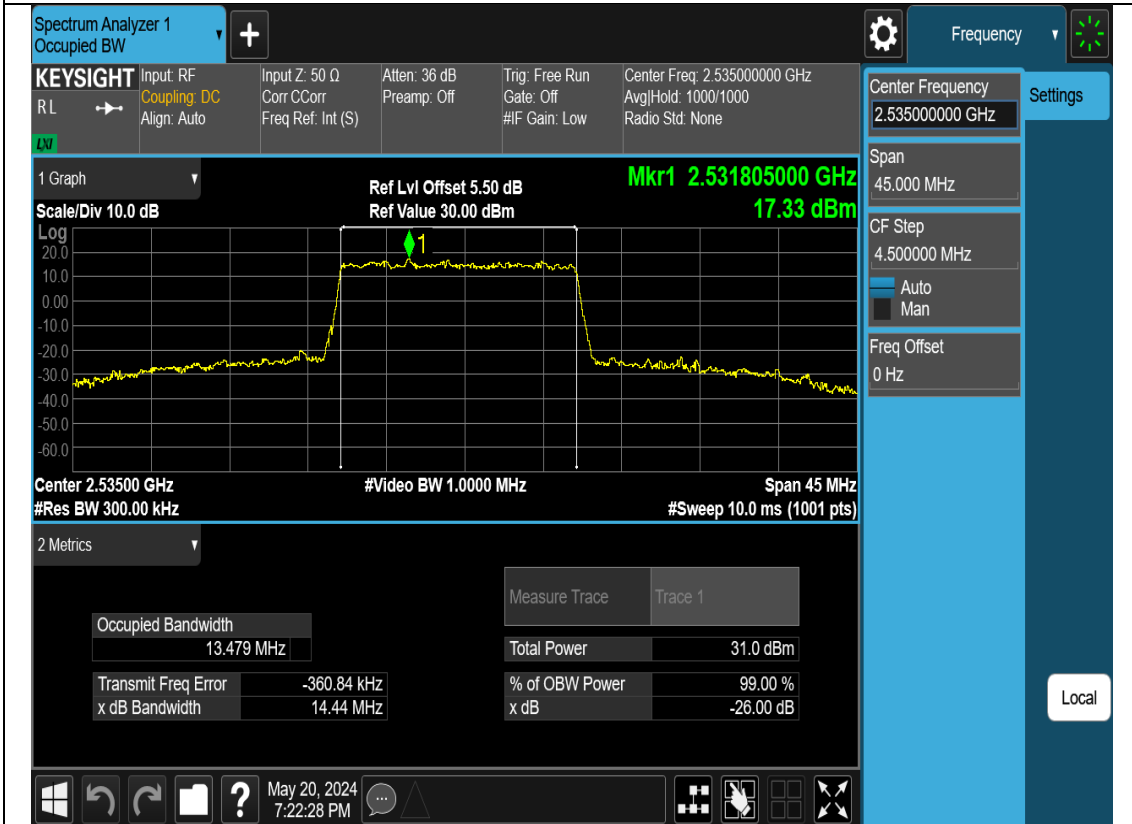 Spectrum Analyzer 1
Occupied BW
+
Frequency
KEYSIGHT
RL
LXI
Input: RF
Coupling: DC
Align: Auto
Input Z: 50 Ω
Corr CCorr
Freq Ref: Int (S)
Atten: 36 dB
Preamp: Off
Trig: Free Run
Gate: Off
#IF Gain: Low
Center Freq: 2.535000000 GHz
Avg|Hold: 1000/1000
Radio Std: None
1 Graph
Ref Lvl Offset 5.50 dB
Mkr1 2.531805000 GHz
Scale/Div 10.0 dB
Ref Value 30.00 dBm
17.33 dBm
Log
1
20.0
10.0
0.00
-10.0
-20.0
-30.0
-40.0
-50.0
-60.0
Center 2.53500 GHz
#Video BW 1.0000 MHz
Span 45 MHz
#Res BW 300.00 kHz
#Sweep 10.0 ms (1001 pts)
2 Metrics
Measure Trace
Trace 1
Occupied Bandwidth
13.479 MHz
Total Power
31.0 dBm
Transmit Freq Error
-360.84 kHz
% of OBW Power
99.00 %
x dB Bandwidth
14.44 MHz
x dB
-26.00 dB
Center Frequency
2.535000000 GHz
Settings
Span
45.000 MHz
CF Step
4.500000 MHz
Auto
Man
Freq Offset
0 Hz
Local
?
May 20, 2024
7:22:28 PM